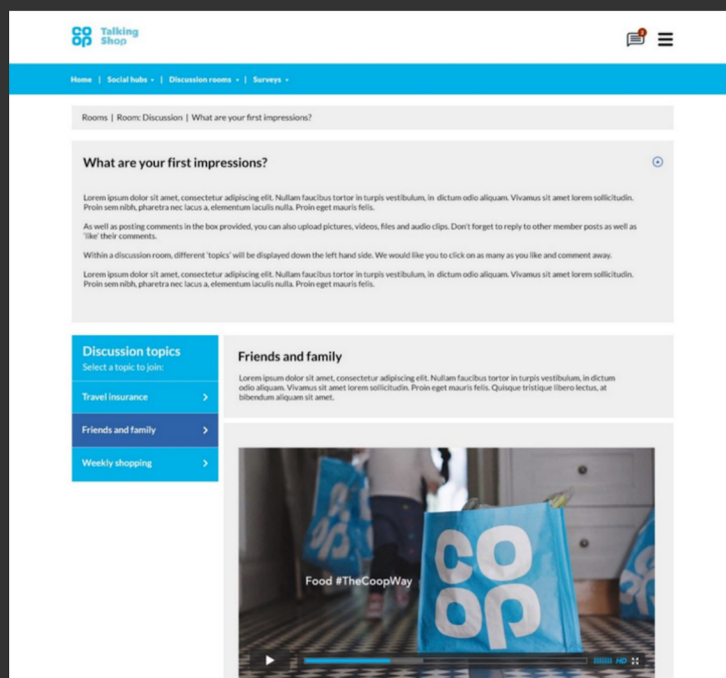 CO
OP
Talking
Shop
Home | Social hubs | Discussion rooms | Surveys
Rooms | Room: Discussion | What are your first impressions?
What are your first impressions?
Lorem ipsum dolor sit amet, consectetur adipiscing elit. Nullam faucibus tortor in turpis vestibulum, in dictum odio aliquam. Vivamus sit amet lorem sollicitudin.
Proin sem nibh, pharetra nec lacus a, elementum iaculis nulla. Proin eget mauris felis.
As well as posting comments in the box provided, you can also upload pictures, videos, files and audio clips. Don't forget to reply to other member posts as well as
'like' their comments.
Within a discussion room, different 'topics' will be displayed down the left hand side. We would like you to click on as many as you like and comment away.
Lorem ipsum dolor sit amet, consectetur adipiscing elit. Nullam faucibus tortor in turpis vestibulum, in dictum odio aliquam. Vivamus sit amet lorem sollicitudin.
Proin sem nibh, pharetra nec lacus a, elementum iaculis nulla. Proin eget mauris felis.
Discussion topics
Select a topic to join:
Travel insurance
Friends and family
Weekly shopping
Friends and family
Lorem ipsum dolor sit amet, consectetur adipiscing elit. Nullam faucibus tortor in turpis vestibulum, in dictum
odio aliquam. Vivamus sit amet lorem sollicitudin. Proin eget mauris felis. Quisque tristique libero lectus, at
bibendum aliquam sit amet.
CO
OP
Food #TheCoopWay
CO
OP
HD